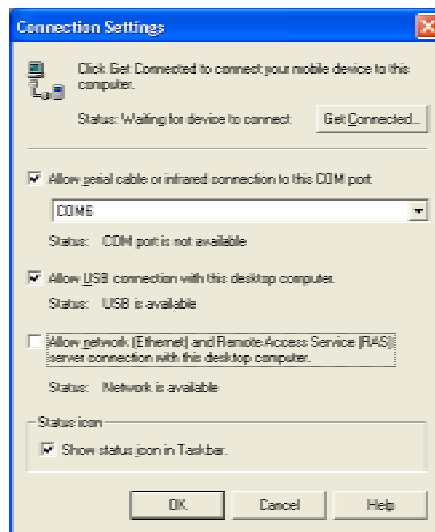 Connection Settings
Click Get Connected to connect your mobile device to this
computer.
Status: Waiting for device to connect
Get Connected...
Allow serial cable or infrared connection to this COM port
COM6
Status: COM port is not available
Allow USB connection with this desktop computer.
Status: USB is available
Allow network (Ethernet) and Remote Access Service (RAS)
server connection with this desktop computer.
Status: Network is available
Status icon
Show status icon in Taskbar.
OK
Cancel
Help